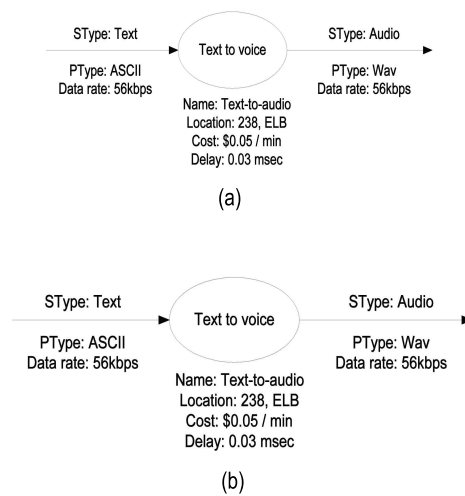 SType: Text
Text to voice
SType: Audio
PType: ASCII
Data rate: 56kbps
PType: Wav
Data rate: 56kbps
Name: Text-to-audio
Location: 238, ELB
Cost: $0.05 / min
Delay: 0.03 msec
(a)
SType: Text
Text to voice
SType: Audio
PType: ASCII
Data rate: 56kbps
PType: Wav
Data rate: 56kbps
Name: Text-to-audio
Location: 238, ELB
Cost: $0.05 / min
Delay: 0.03 msec
(b)